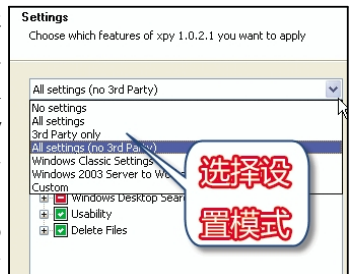 Settings
Choose which features of xpy 1.0.2.1 you want to apply
All settings (no 3rd Party)
No settings
All settings
3rd Party only
All settings (no 3rd Party)
Windows Classic Settings
Windows 2003 Server to
Custom
Windows Desktop Sear
Usability
Delete Files
选择设
置模式